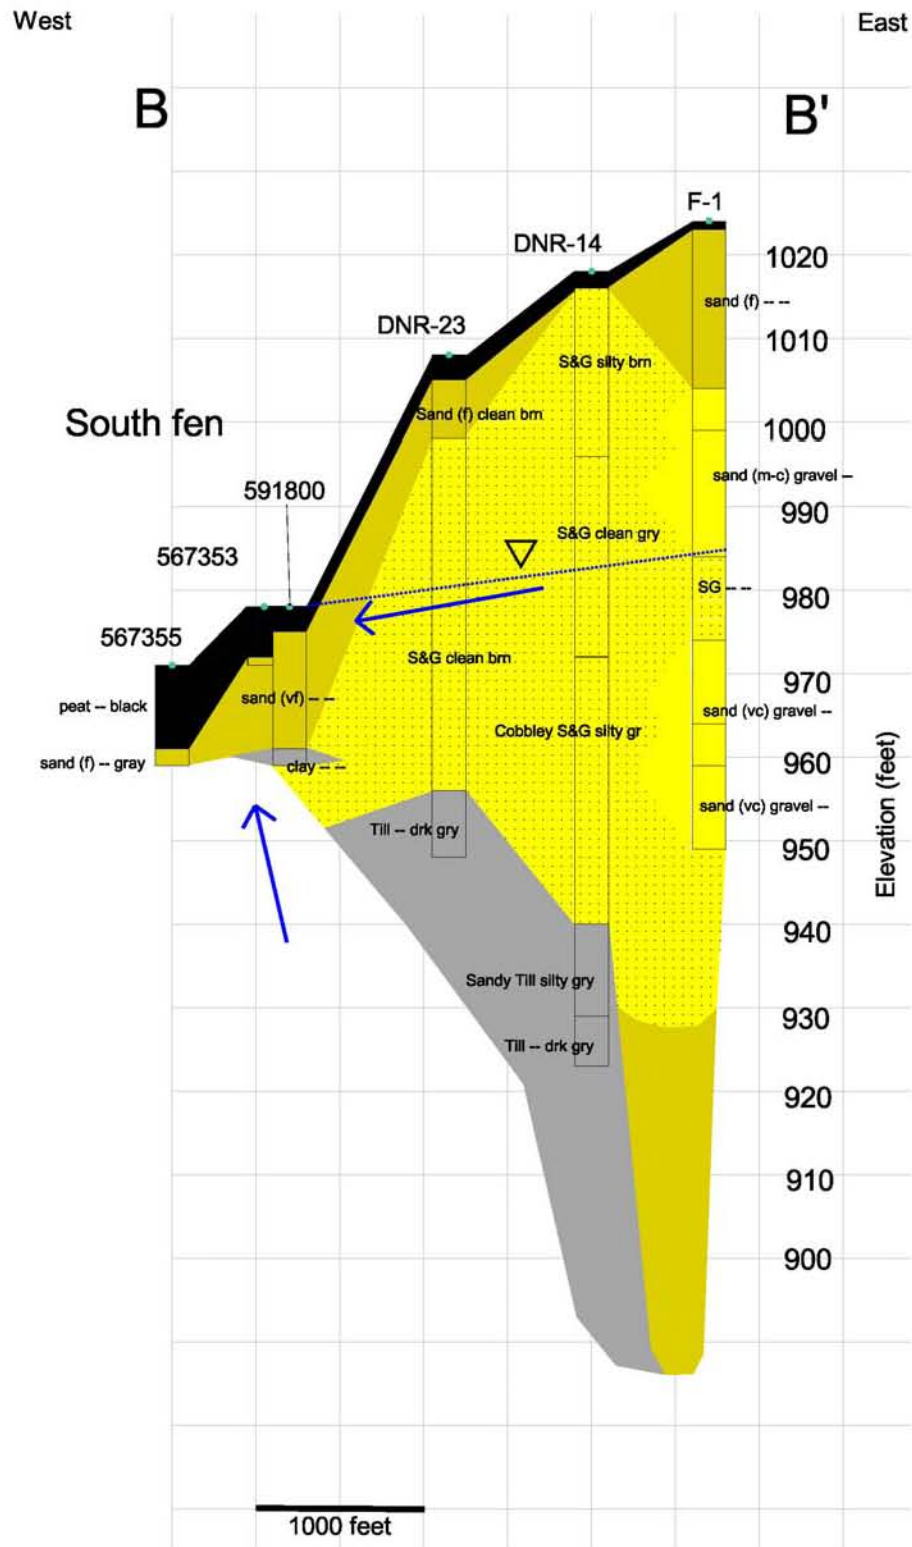 West
East
B
B'
F-1
DNR-14
1020
sand (f) -- --
DNR-23
1010
S&G silty brn
Sand (f) clean brn
South fen
1000
sand (m-c) gravel --
591800
990
S&G clean gry
567353
SG -- --
980
567355
S&G clean brn
970
peat -- black
sand (vf) -- --
sand (vc) gravel --
Cobbley S&G silty gr
sand (f) -- gray
clay -- --
960
Elevation (feet)
sand (vc) gravel --
Till -- drk gry
950
940
Sandy Till silty gry
930
Till -- drk gry
920
910
900
1000 feet